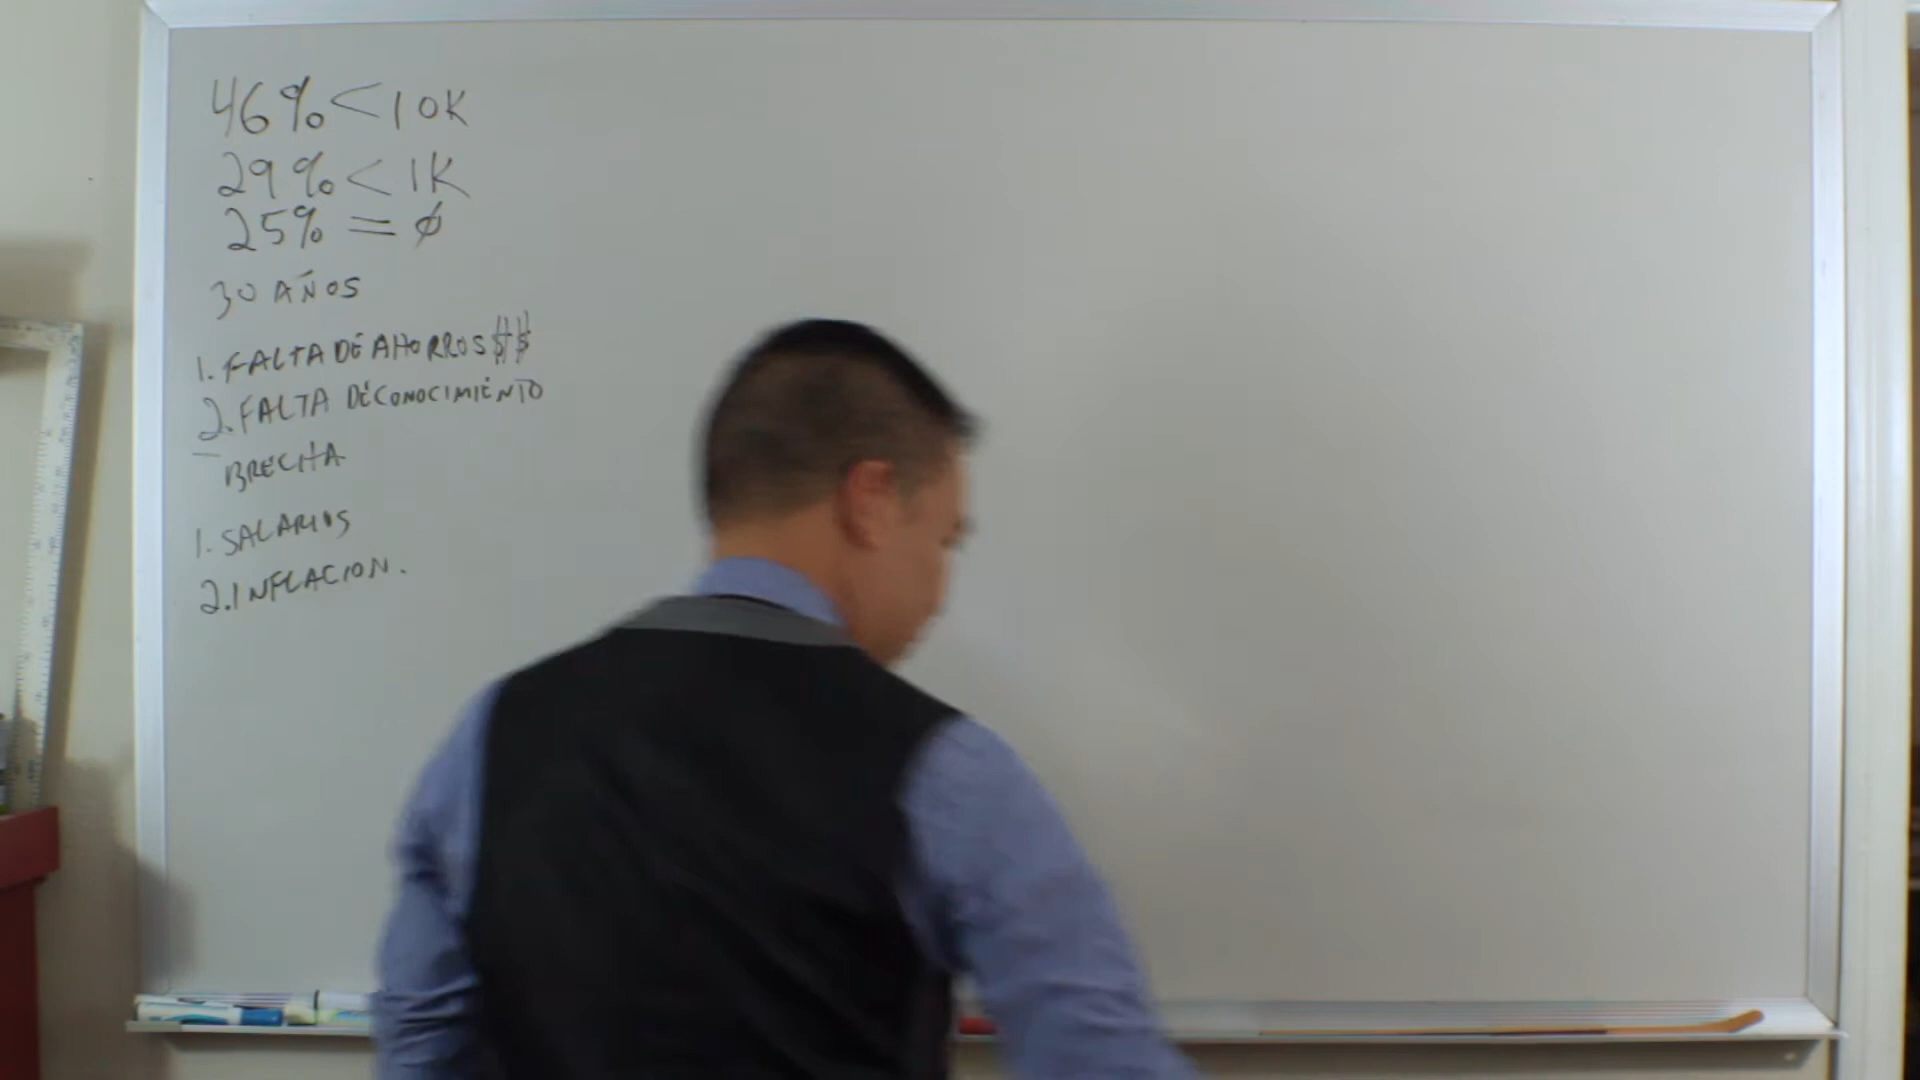 46% < 10K
29% < 1K
25% = ∅
30 AÑOS
1. FALTA DE AHORROS $$
2. FALTA DE CONOCIMIENTO
BRECHA
1. SALARIOS
2. INFLACION.